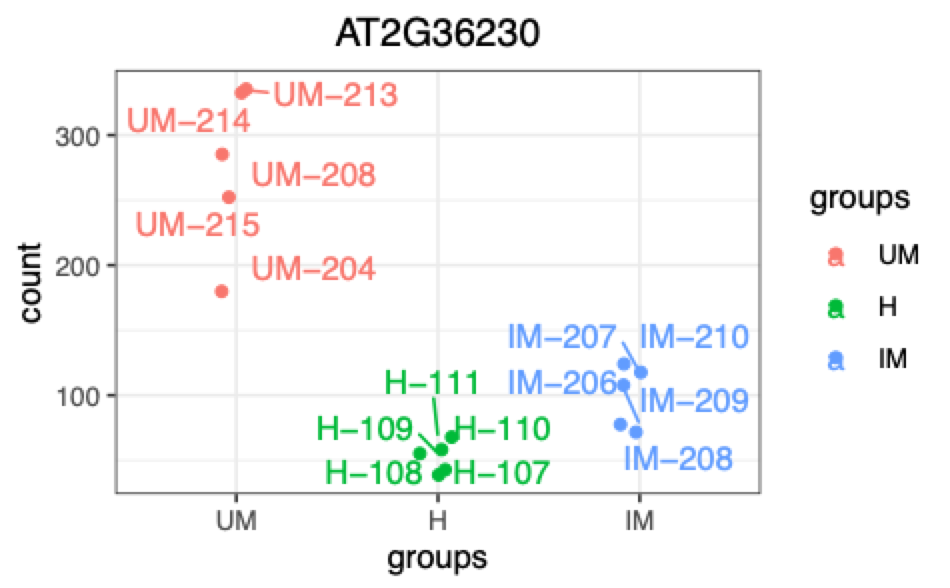 AT2G36230
UM−213
UM−214
300
UM−208
UM−215
200
UM−204
count
IM−207
IM−210
H−111
IM−206
100
IM−209
H−109
H−110
IM−208
H−108
H−107
UM
H
IM
groups
groups
a UM
a H
a IM